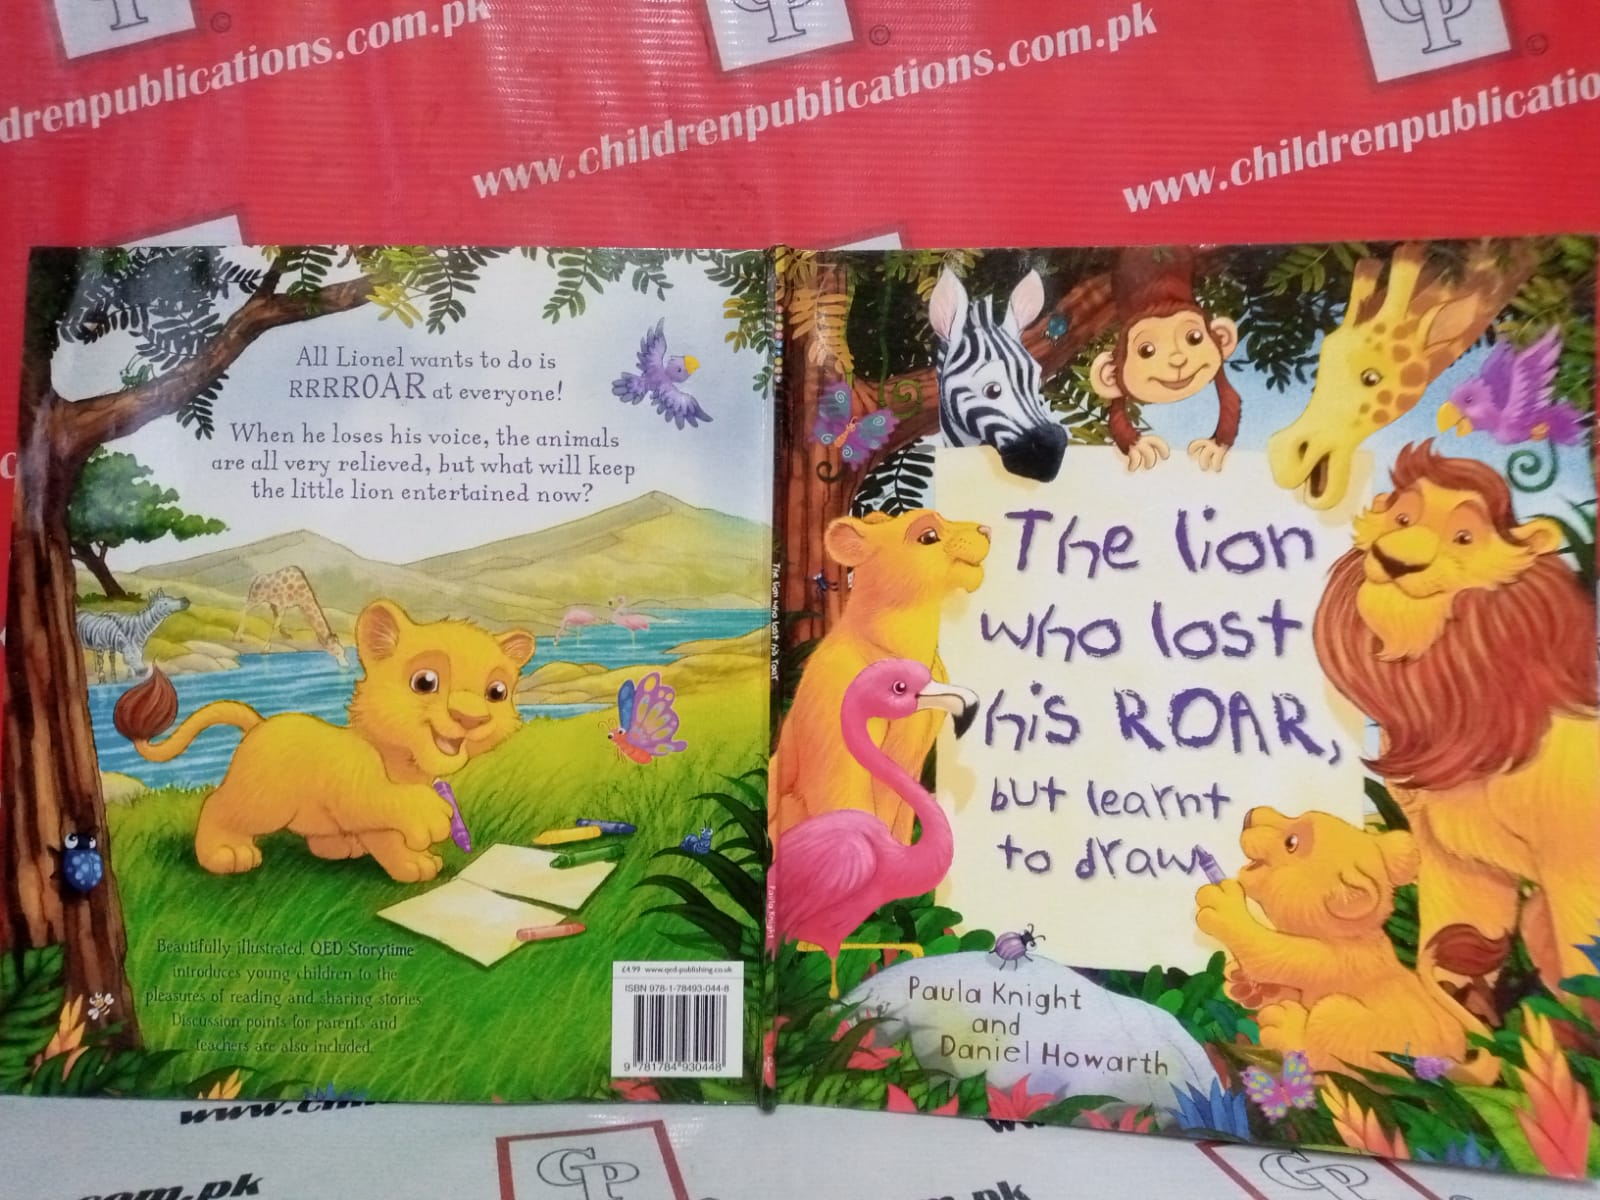 drenpublications.com.pk
www.childrenpublications.com.pk
www.childrenpublicatio
GP
©
©
©
All Lionel wants to do is
RRRROAR at everyone!
When he loses his voice, the animals
are all very relieved, but what will keep
the little lion entertained now?
Beautifully illustrated, QED Storytime
introduces young children to the
pleasures of reading and sharing stories.
Discussion points for parents and
teachers are also included.
£4.99 www.qed-publishing.co.uk
ISBN 978-1-78493-044-8
9 781784 930448
The lion who lost his roar
Paula Knight
The lion
who lost
his ROAR,
but learnt
to draw
Paula Knight
and
Daniel Howarth
GP
com.pk